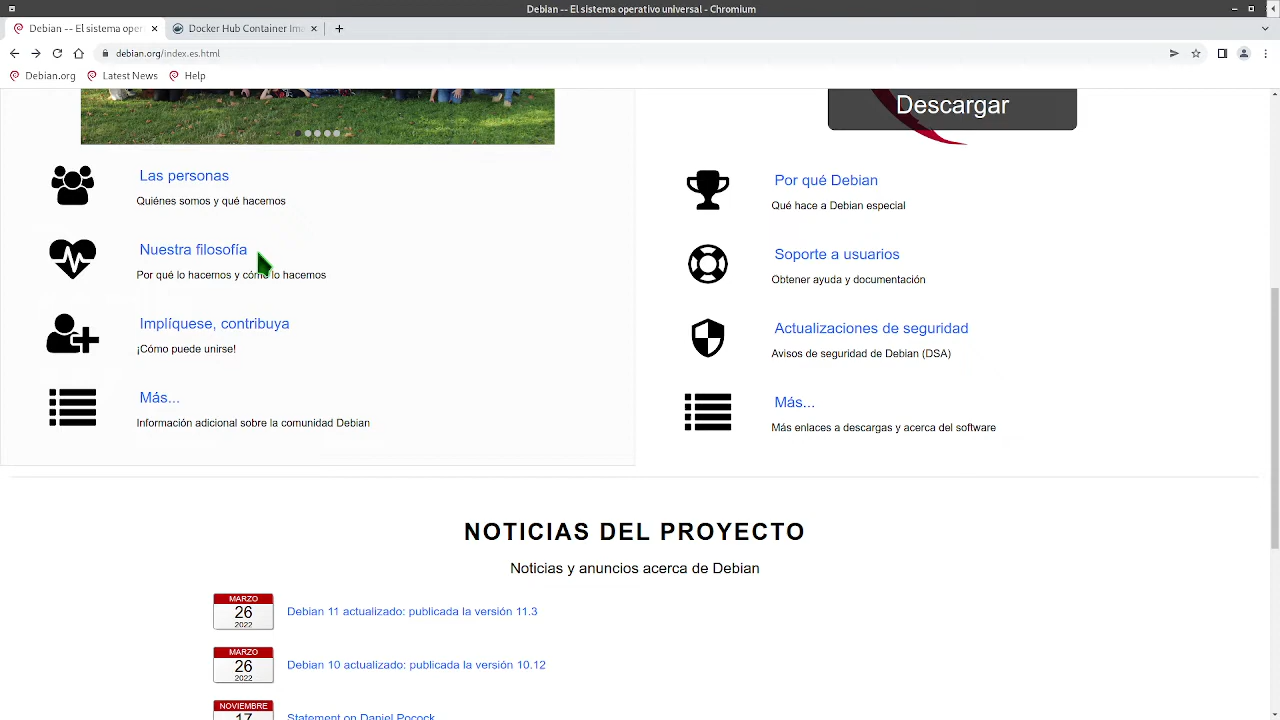 Debian -- El sistema operativo universal - Chromium
Debian -- El sistema oper
Docker Hub Container Ima
debian.org/index.es.html
Debian.org
Latest News
Help
Descargar
Las personas
Quiénes somos y qué hacemos
Nuestra filosofía
Por qué lo hacemos y cómo lo hacemos
Implíquese, contribuya
¡Cómo puede unirse!
Más...
Información adicional sobre la comunidad Debian
Por qué Debian
Qué hace a Debian especial
Soporte a usuarios
Obtener ayuda y documentación
Actualizaciones de seguridad
Avisos de seguridad de Debian (DSA)
Más...
Más enlaces a descargas y acerca del software
NOTICIAS DEL PROYECTO
Noticias y anuncios acerca de Debian
MARZO
26
2022
Debian 11 actualizado: publicada la versión 11.3
MARZO
26
2022
Debian 10 actualizado: publicada la versión 10.12
NOVIEMBRE
17
Statement on Daniel Pocock